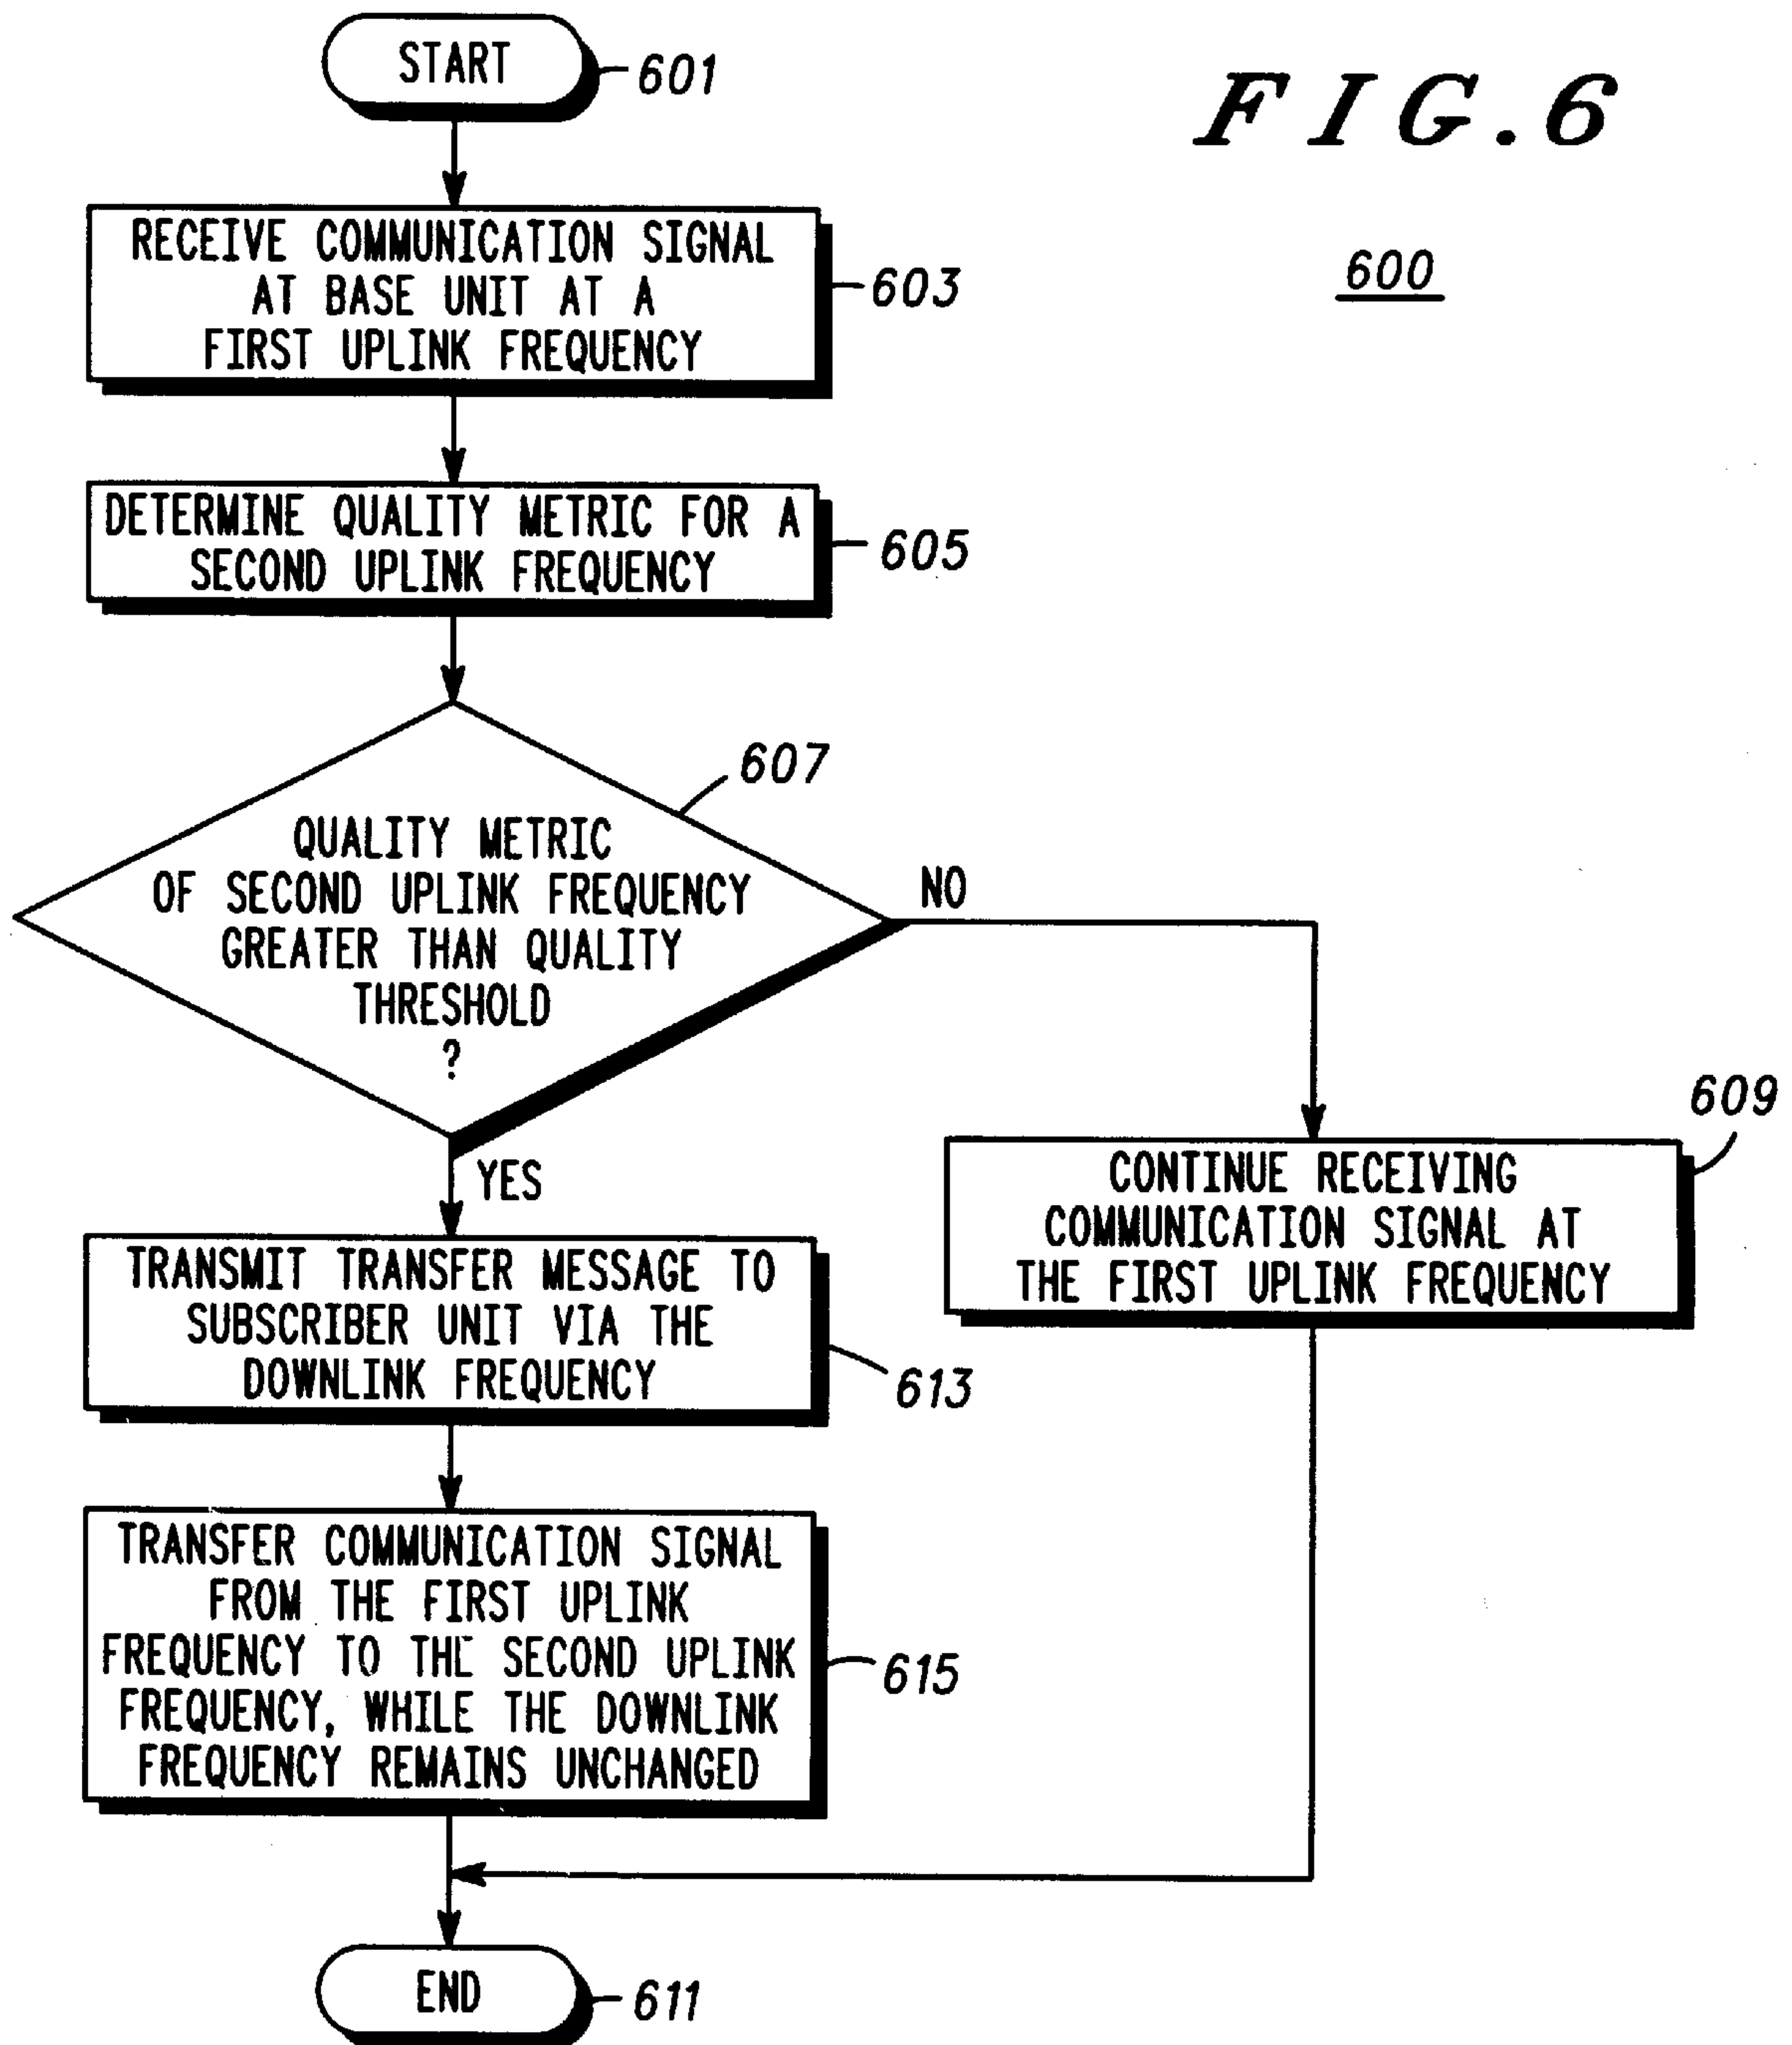 START
601
FIG.6
600
RECEIVE COMMUNICATION SIGNAL
AT BASE UNIT AT A
FIRST UPLINK FREQUENCY
603
DETERMINE QUALITY METRIC FOR A
SECOND UPLINK FREQUENCY
605
607
QUALITY METRIC
OF SECOND UPLINK FREQUENCY
GREATER THAN QUALITY
THRESHOLD
?
NO
YES
609
CONTINUE RECEIVING
COMMUNICATION SIGNAL AT
THE FIRST UPLINK FREQUENCY
TRANSMIT TRANSFER MESSAGE TO
SUBSCRIBER UNIT VIA THE
DOWNLINK FREQUENCY
613
TRANSFER COMMUNICATION SIGNAL
FROM THE FIRST UPLINK
FREQUENCY TO THE SECOND UPLINK
FREQUENCY, WHILE THE DOWNLINK
FREQUENCY REMAINS UNCHANGED
615
END
611